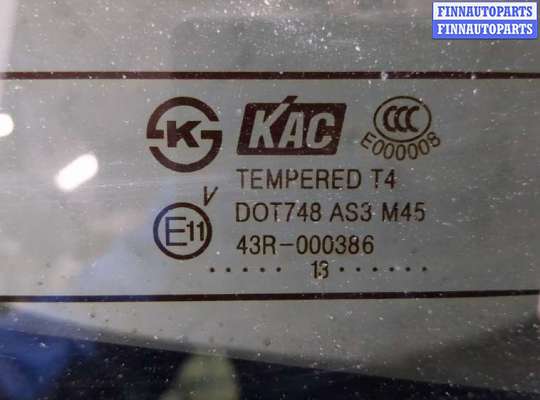 FINNAUTOPARTS
FINNAUTOPARTS
K KAC CCC
E000008
TEMPERED T4
V
DOT748 AS3 M45
E11
43R-000386
..... 13 ......